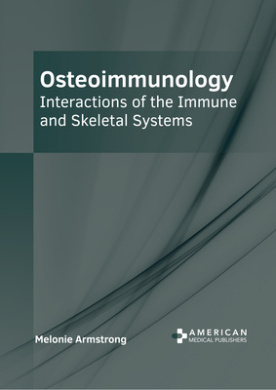 Osteoimmunology
Interactions of the Immune
and Skeletal Systems
Melonie Armstrong
AMERICAN
MEDICAL PUBLISHERS